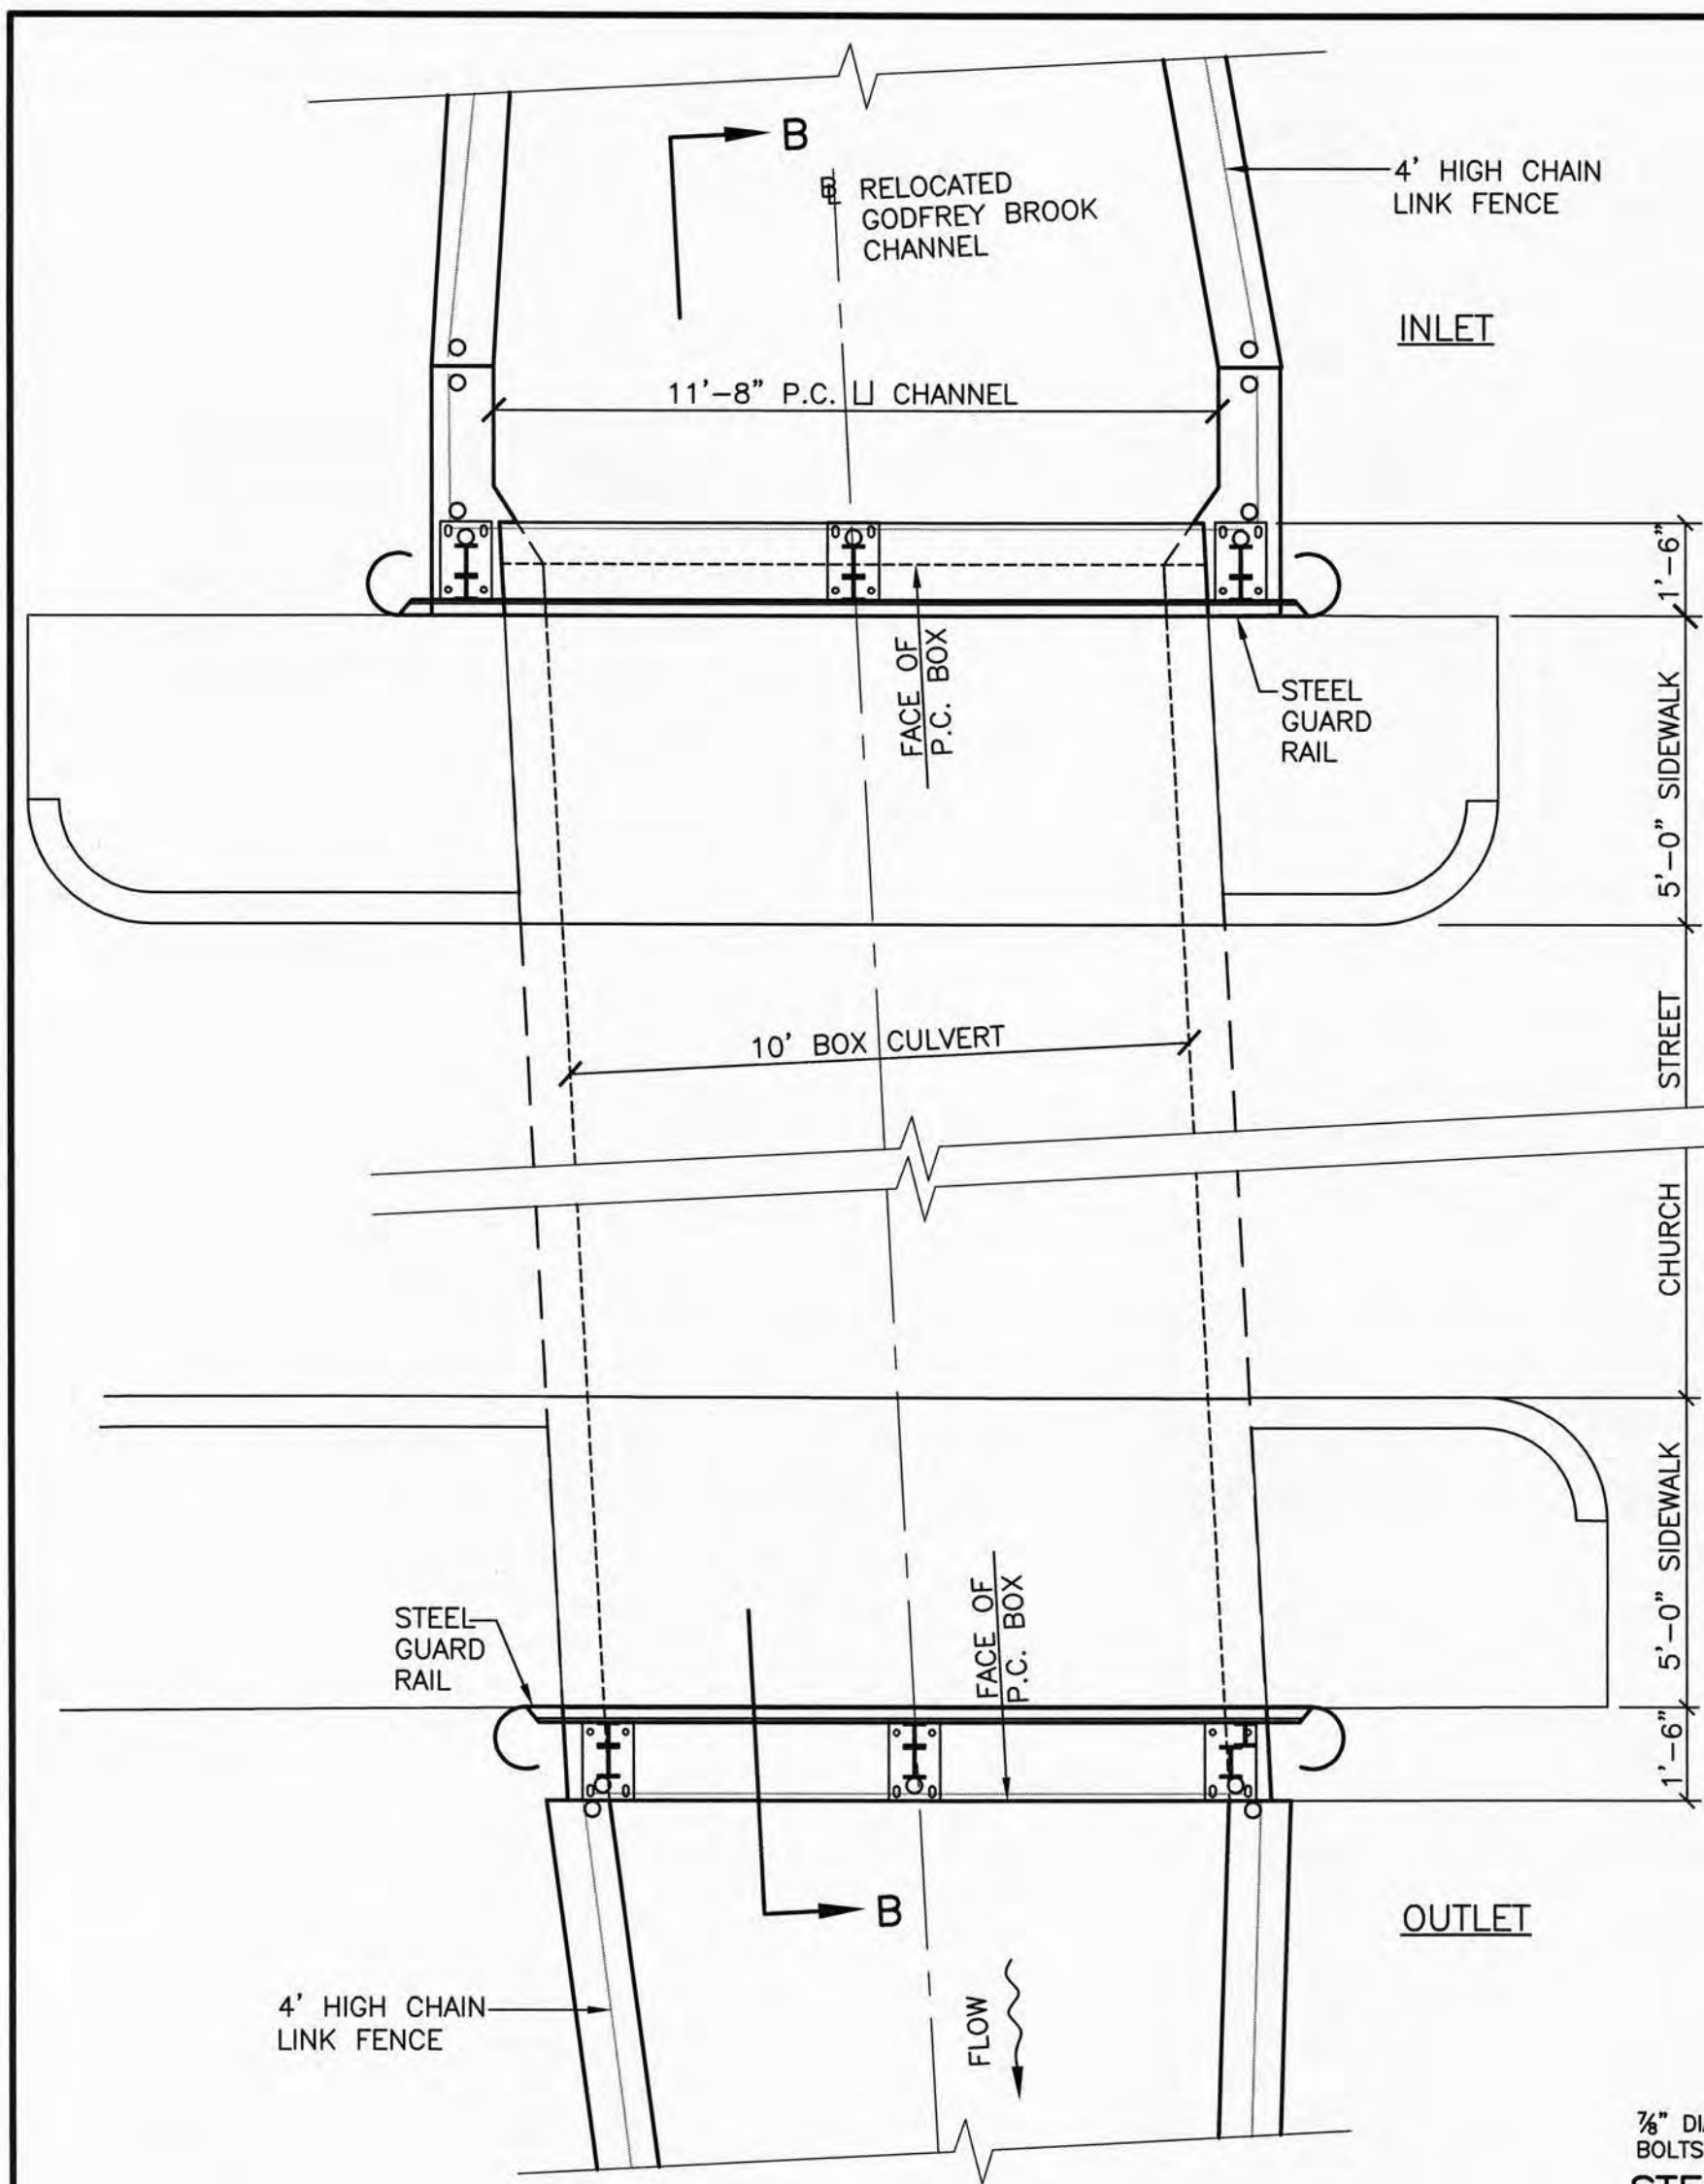 B
℄ RELOCATED
GODFREY BROOK
CHANNEL
4' HIGH CHAIN
LINK FENCE
INLET
11'-8" P.C. ⊔ CHANNEL
1'-6"
FACE OF
P.C. BOX
STEEL
GUARD
RAIL
5'-0" SIDEWALK
10' BOX CULVERT
STREET
CHURCH
STEEL
GUARD
RAIL
FACE OF
P.C. BOX
5'-0" SIDEWALK
1'-6"
B
OUTLET
4' HIGH CHAIN
LINK FENCE
FLOW
⅞" DI
BOLTS